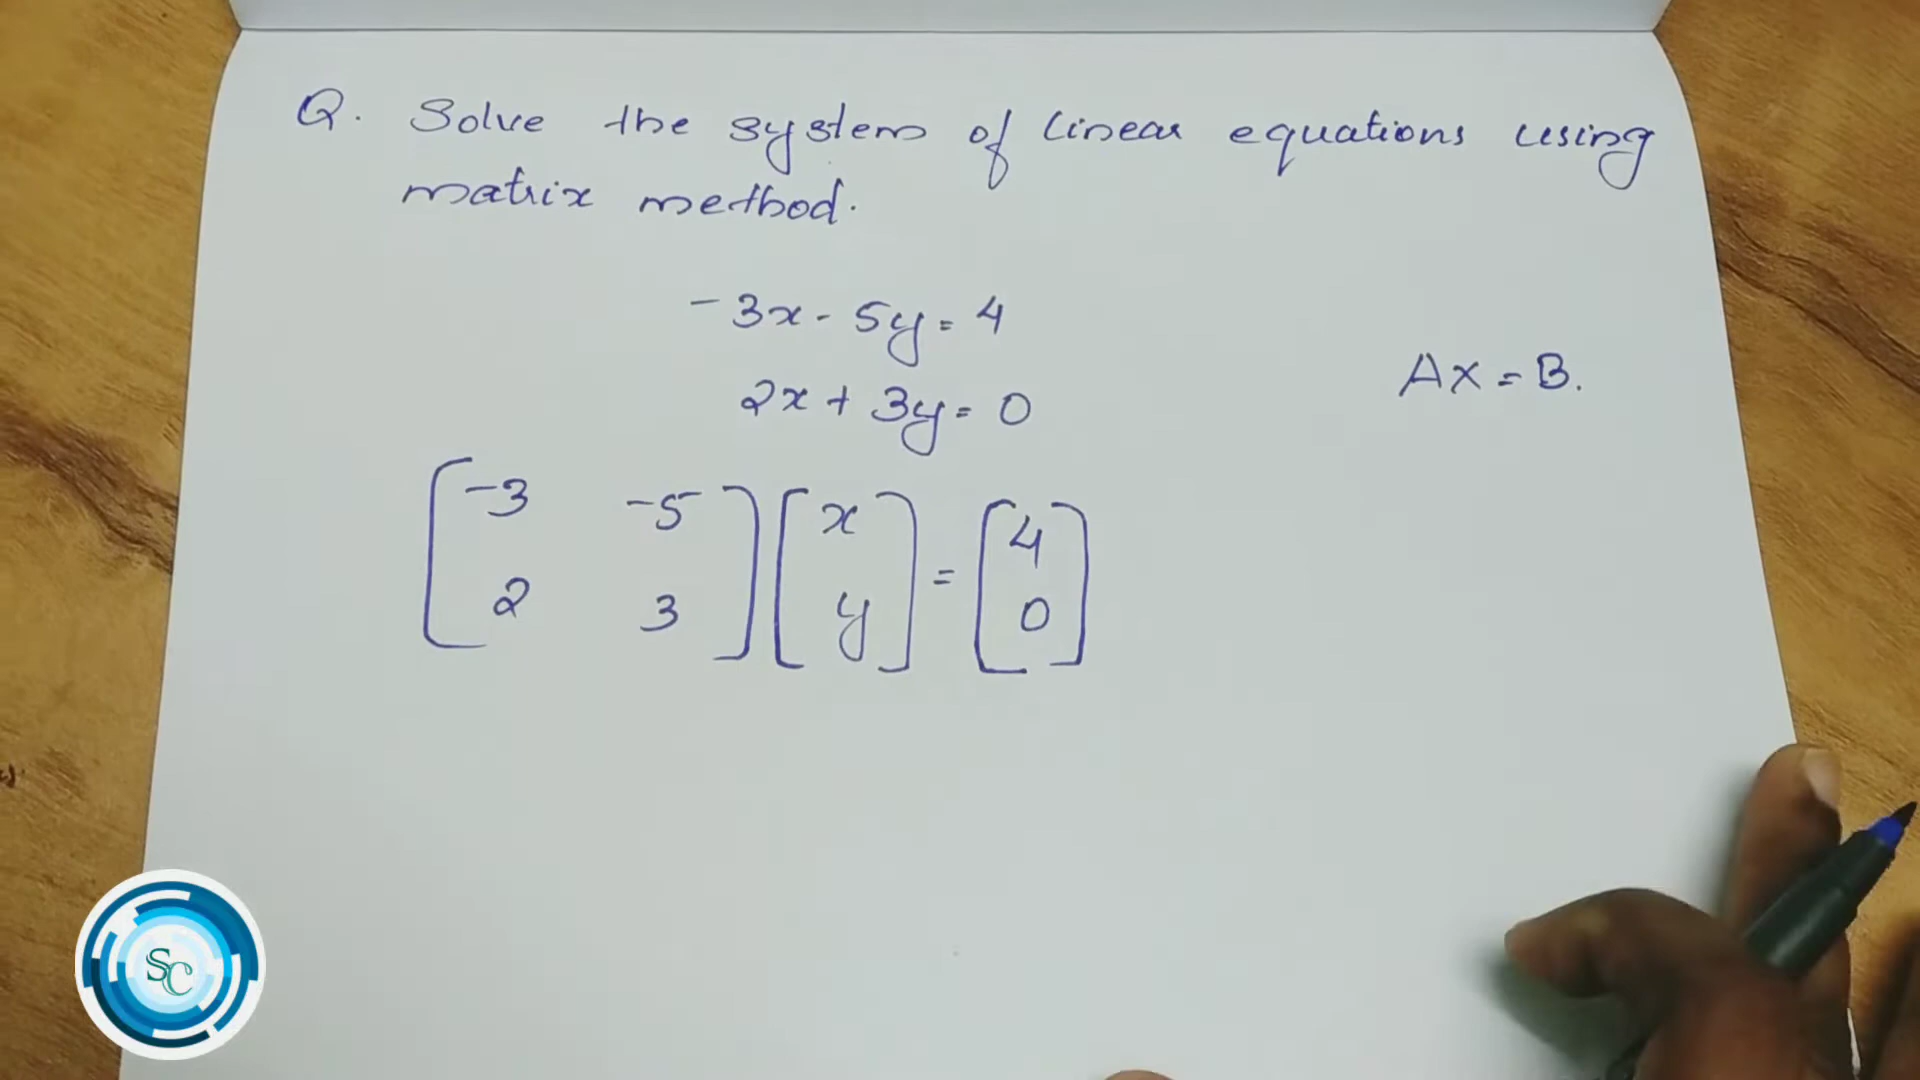 Q. Solve the system of linear equations using
matrix method.
-3x - 5y = 4
2x + 3y = 0
AX = B.
[-3 -5] [x] = [4]
[2 3] [y] [0]
SC